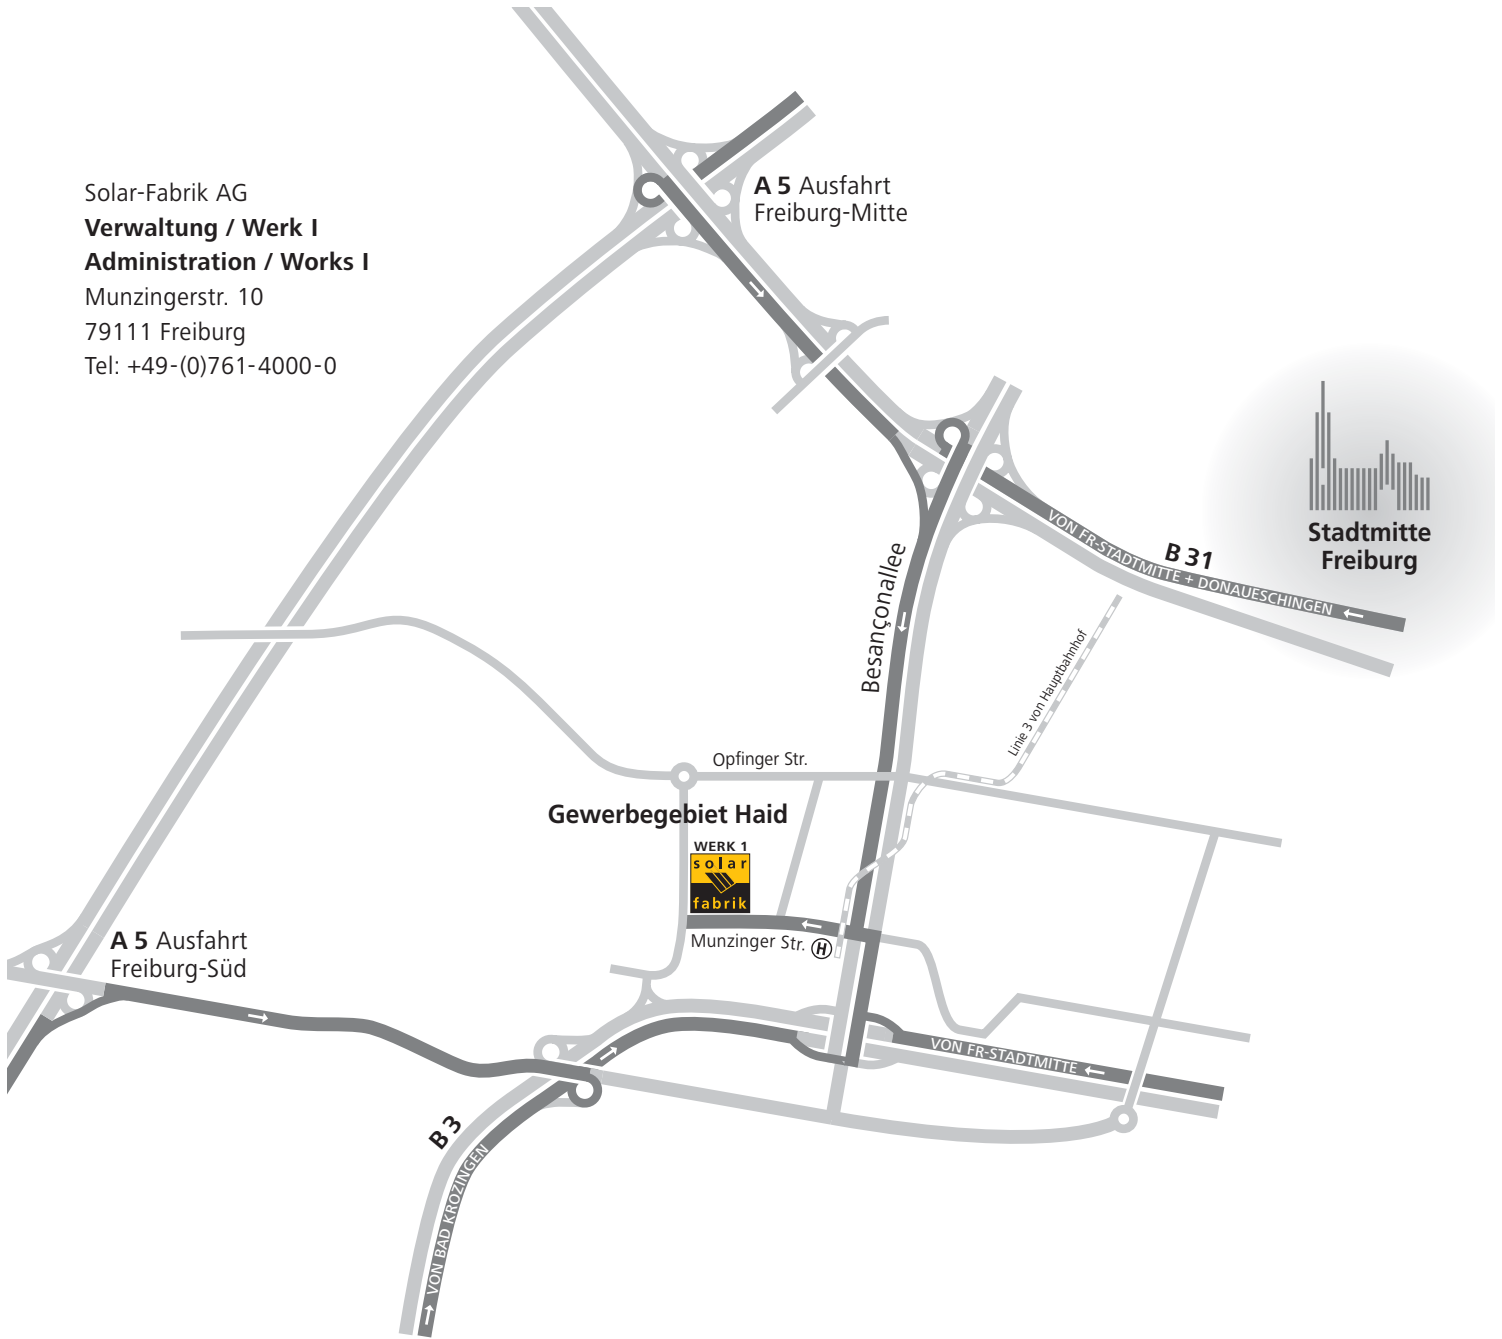 Solar-Fabrik AG
Verwaltung / Werk I
Administration / Works I
Munzingerstr. 10
79111 Freiburg
Tel: +49-(0)761-4000-0
A 5 Ausfahrt
Freiburg-Mitte
Stadtmitte
Freiburg
B 31
VON FR-STADTMITTE + DONAUESCHINGEN
Besançonallee
Linie 3 von Hauptbahnhof
Opfinger Str.
Gewerbegebiet Haid
WERK 1
solar
fabrik
Munzinger Str.
H
A 5 Ausfahrt
Freiburg-Süd
VON FR-STADTMITTE
B 3
VON BAD KROZINGEN